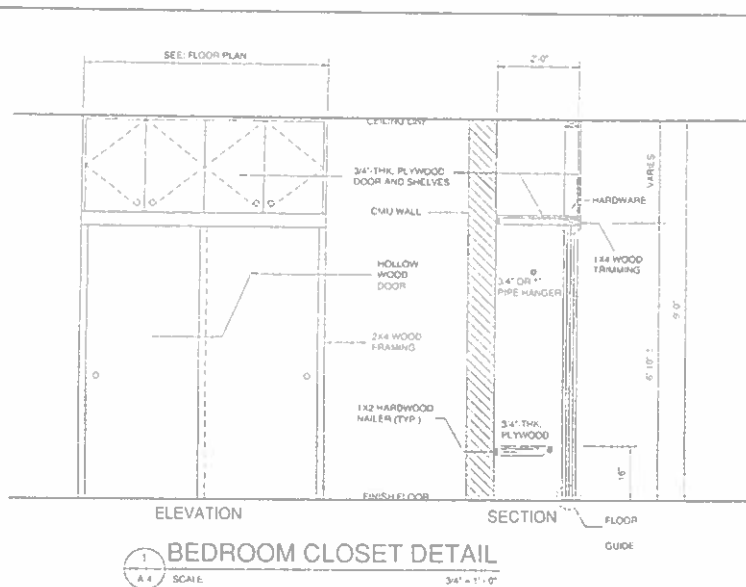 SEE: FLOOR PLAN
2'-0"
CEILING LINE
3/4"-THK. PLYWOOD
DOOR AND SHELVES
HARDWARE
VARIES
CMU WALL
1X4 WOOD
TRIMMING
HOLLOW
WOOD
DOOR
3/4" OR 1"
PIPE HANGER
9'-0"
2X4 WOOD
FRAMING
6'-10"±
1X2 HARDWOOD
NAILER (TYP.)
3/4"-THK.
PLYWOOD
16"
FINISH FLOOR
ELEVATION
SECTION
FLOOR
GUIDE
1
A 4
BEDROOM CLOSET DETAIL
SCALE
3/4" = 1'- 0"